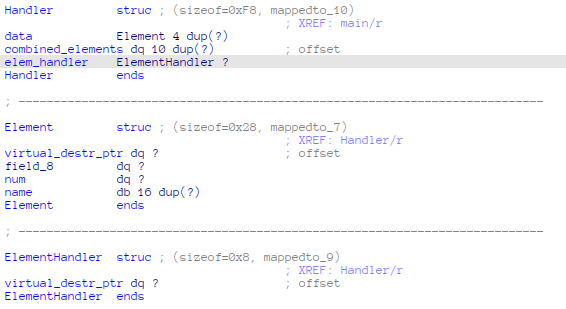 Handler struc ; (sizeof=0xF8, mappedto_10)
; XREF: main/r
data Element 4 dup(?)
combined_elements dq 10 dup(?) ; offset
elem_handler ElementHandler ?
Handler ends
; ---------------------------------------------------------------------------
Element struc ; (sizeof=0x28, mappedto_7)
; XREF: Handler/r
virtual_destr_ptr dq ? ; offset
field_8 dq ?
num dq ?
name db 16 dup(?)
Element ends
; ---------------------------------------------------------------------------
ElementHandler struc ; (sizeof=0x8, mappedto_9)
; XREF: Handler/r
virtual_destr_ptr dq ? ; offset
ElementHandler ends